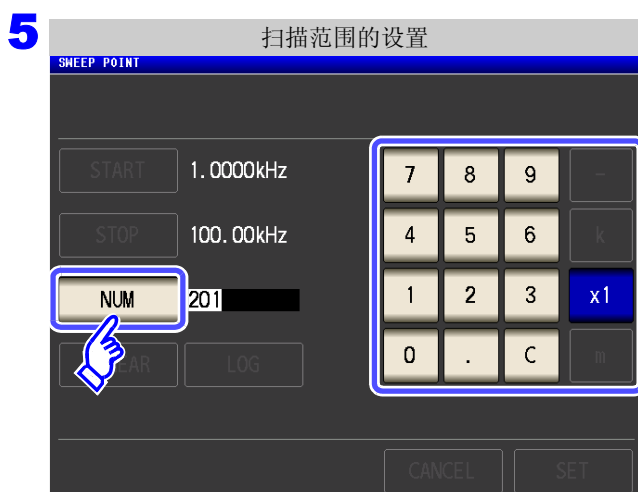 5
扫描范围的设置
SWEEP POINT
START 1.0000kHz 7 8 9 -
STOP 100.00kHz 4 5 6 k
NUM 201 1 2 3 x1
EAR LOG 0 . C m
CANCEL SET